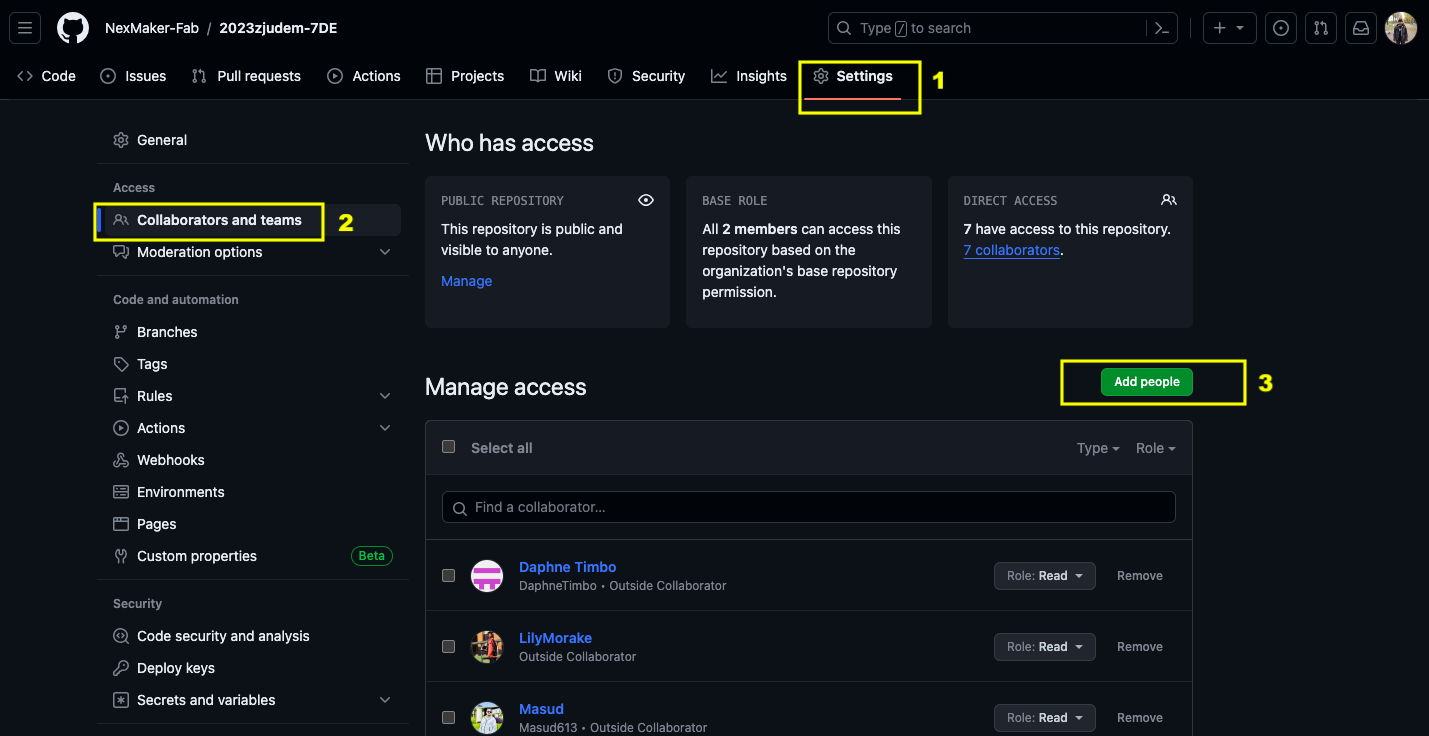 NexMaker-Fab / 2023zjudem-7DE
Type / to search
Code Issues Pull requests Actions Projects Wiki Security Insights Settings 1
General
Access
Collaborators and teams 2
Moderation options
Code and automation
Branches
Tags
Rules
Actions
Webhooks
Environments
Pages
Custom properties Beta
Security
Code security and analysis
Deploy keys
Secrets and variables
Who has access
PUBLIC REPOSITORY
This repository is public and
visible to anyone.
Manage
BASE ROLE
All 2 members can access this
repository based on the
organization's base repository
permission.
DIRECT ACCESS
7 have access to this repository.
7 collaborators.
Manage access
Add people 3
Select all Type Role
Find a collaborator...
Daphne Timbo
DaphneTimbo • Outside Collaborator
Role: Read Remove
LilyMorake
Outside Collaborator
Role: Read Remove
Masud
Masud613 • Outside Collaborator
Role: Read Remove